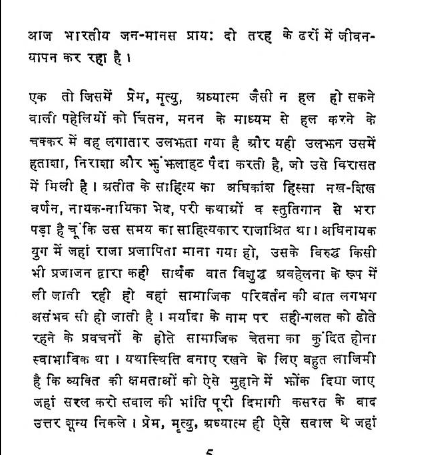 आज भारतीय जन-मानस प्राय: दो तरह के ढर्रों में जीवन-
यापन कर रहा है।
एक तो जिसमें प्रेम, मृत्यु, अध्यात्म जैसी न हल हो सकने
वाली पहेलियों को चिंतन, मनन के माध्यम से हल करने के
चक्कर में वह लगातार उलझता गया है और यही उलझन उसमें
हताशा, निराशा और झुंझलाहट पैदा करती है, जो उसे विरासत
में मिली है। अतीत के साहित्य का अधिकांश हिस्सा नख-शिख
वर्णन, नायक-नायिका भेद, परी कथाओं व स्तुतिगान से भरा
पड़ा है चूंकि उस समय का साहित्यकार राजाश्रित था। अधिनायक
युग में जहां राजा प्रजापिता माना गया हो, उसके विरुद्ध किसी
भी प्रजाजन द्वारा कही सार्थक बात विशुद्ध अवहेलना के रूप में
ली जाती रही हो वहां सामाजिक परिवर्तन की बात लगभग
असंभव सी हो जाती है। मर्यादा के नाम पर सही-गलत को ढोते
रहने के प्रवचनों के होते सामाजिक चेतना का कुंदित होना
स्वाभाविक था। यथास्थिति बनाए रखने के लिए बहुत लाजिमी
है कि व्यक्ति की क्षमताओं को ऐसे मुहाने में झोंक दिया जाए
जहां सरल करो सवाल की भांति पूरी दिमागी कसरत के बाद
उत्तर शून्य निकले। प्रेम, मृत्यु, अध्यात्म ही ऐसे सवाल थे जहां